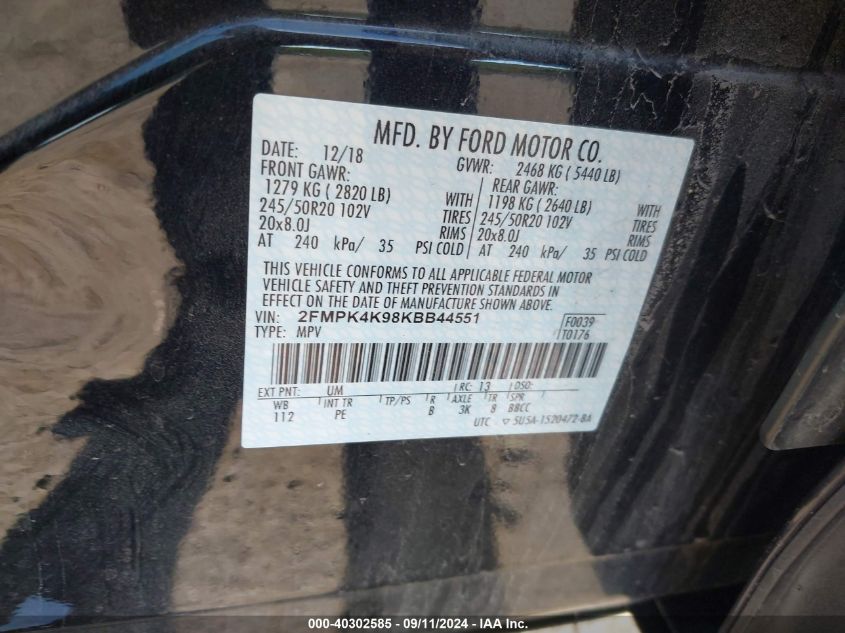 MFD. BY FORD MOTOR CO.
DATE: 12/18 GVWR: 2468 KG ( 5440 LB)
FRONT GAWR: REAR GAWR:
1279 KG ( 2820 LB) WITH 1198 KG ( 2640 LB) WITH
245/50R20 102V TIRES 245/50R20 102V TIRES
20x8.0J RIMS 20x8.0J RIMS
AT 240 kPa/ 35 PSI COLD AT 240 kPa/ 35 PSI COLD
THIS VEHICLE CONFORMS TO ALL APPLICABLE FEDERAL MOTOR
VEHICLE SAFETY AND THEFT PREVENTION STANDARDS IN
EFFECT ON THE DATE OF MANUFACTURE SHOWN ABOVE.
VIN: 2FMPK4K98KBB44551 F0039
TYPE: MPV T0176
EXT PNT: UM RC: 13 DSO:
WB INT TR TP/PS R AXLE TR SPR
112 PE B 3K 8 BBCC
UTC ▽ 5U5A-1520472-BA
000-40302585 - 09/11/2024 - IAA